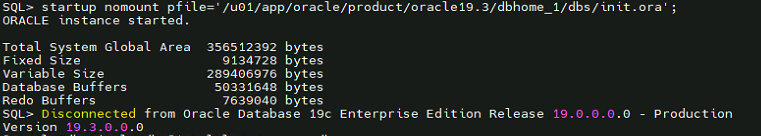 SQL> startup nomount pfile='/u01/app/oracle/product/oracle19.3/dbhome_1/dbs/init.ora';
ORACLE instance started.
Total System Global Area  356512392 bytes
Fixed Size                  9134728 bytes
Variable Size             289406976 bytes
Database Buffers           50331648 bytes
Redo Buffers                7639040 bytes
SQL> Disconnected from Oracle Database 19c Enterprise Edition Release 19.0.0.0.0 - Production
Version 19.3.0.0.0